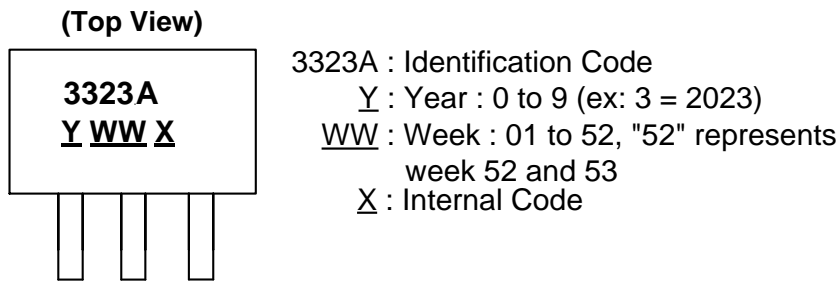 (Top View)
3323A
Y WW X
3323A : Identification Code
Y : Year : 0 to 9 (ex: 3 = 2023)
WW : Week : 01 to 52, "52" represents
week 52 and 53
X : Internal Code